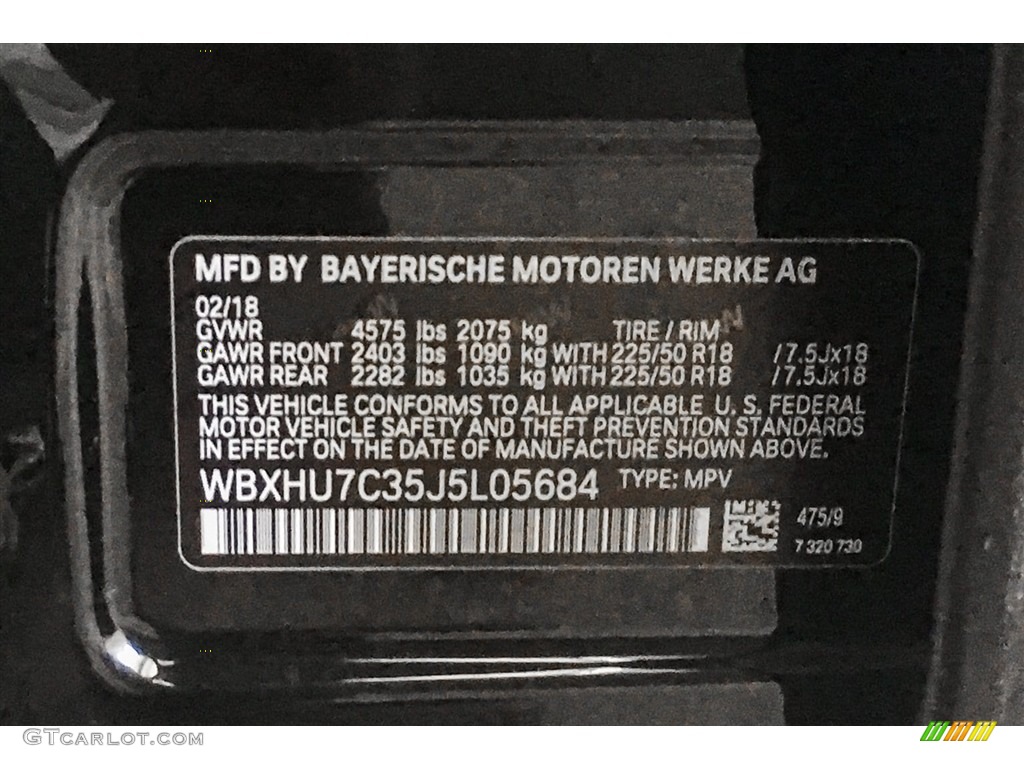 MFD BY BAYERISCHE MOTOREN WERKE AG
02/18
GVWR 4575 lbs 2075 kg TIRE / RIM
GAWR FRONT 2403 lbs 1090 kg WITH 225/50 R18 /7.5Jx18
GAWR REAR 2282 lbs 1035 kg WITH 225/50 R18 /7.5Jx18
THIS VEHICLE CONFORMS TO ALL APPLICABLE U. S. FEDERAL
MOTOR VEHICLE SAFETY AND THEFT PREVENTION STANDARDS
IN EFFECT ON THE DATE OF MANUFACTURE SHOWN ABOVE.
WBXHU7C35J5L05684 TYPE: MPV
475/9
7 320 730
GTCARLOT.COM